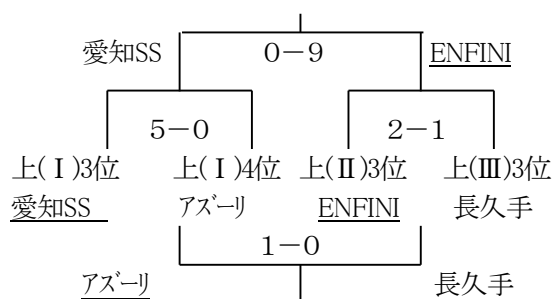 愛知SS 0－9 ENFINI
5－0 2－1
上(Ⅰ)3位 上(Ⅰ)4位 上(Ⅱ)3位 上(Ⅲ)3位
愛知SS アズーリ ENFINI 長久手
1－0
アズーリ 長久手